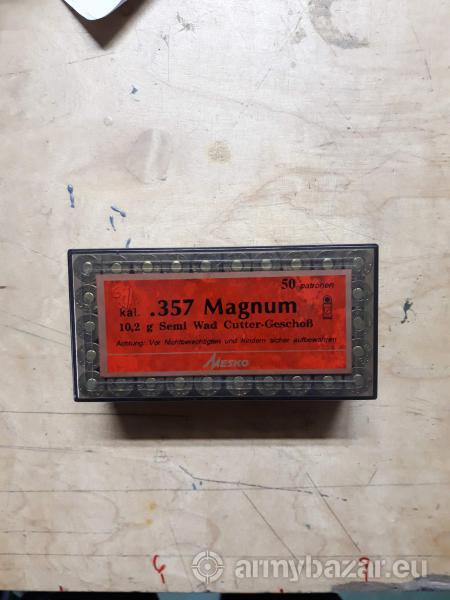 50 patronen
kal. .357 Magnum
10,2 g Semi Wad Cutter-Geschoß
Achtung: Vor Nichtberechtigten und Kindern sicher aufbewahren
MESKO
armybazar.eu